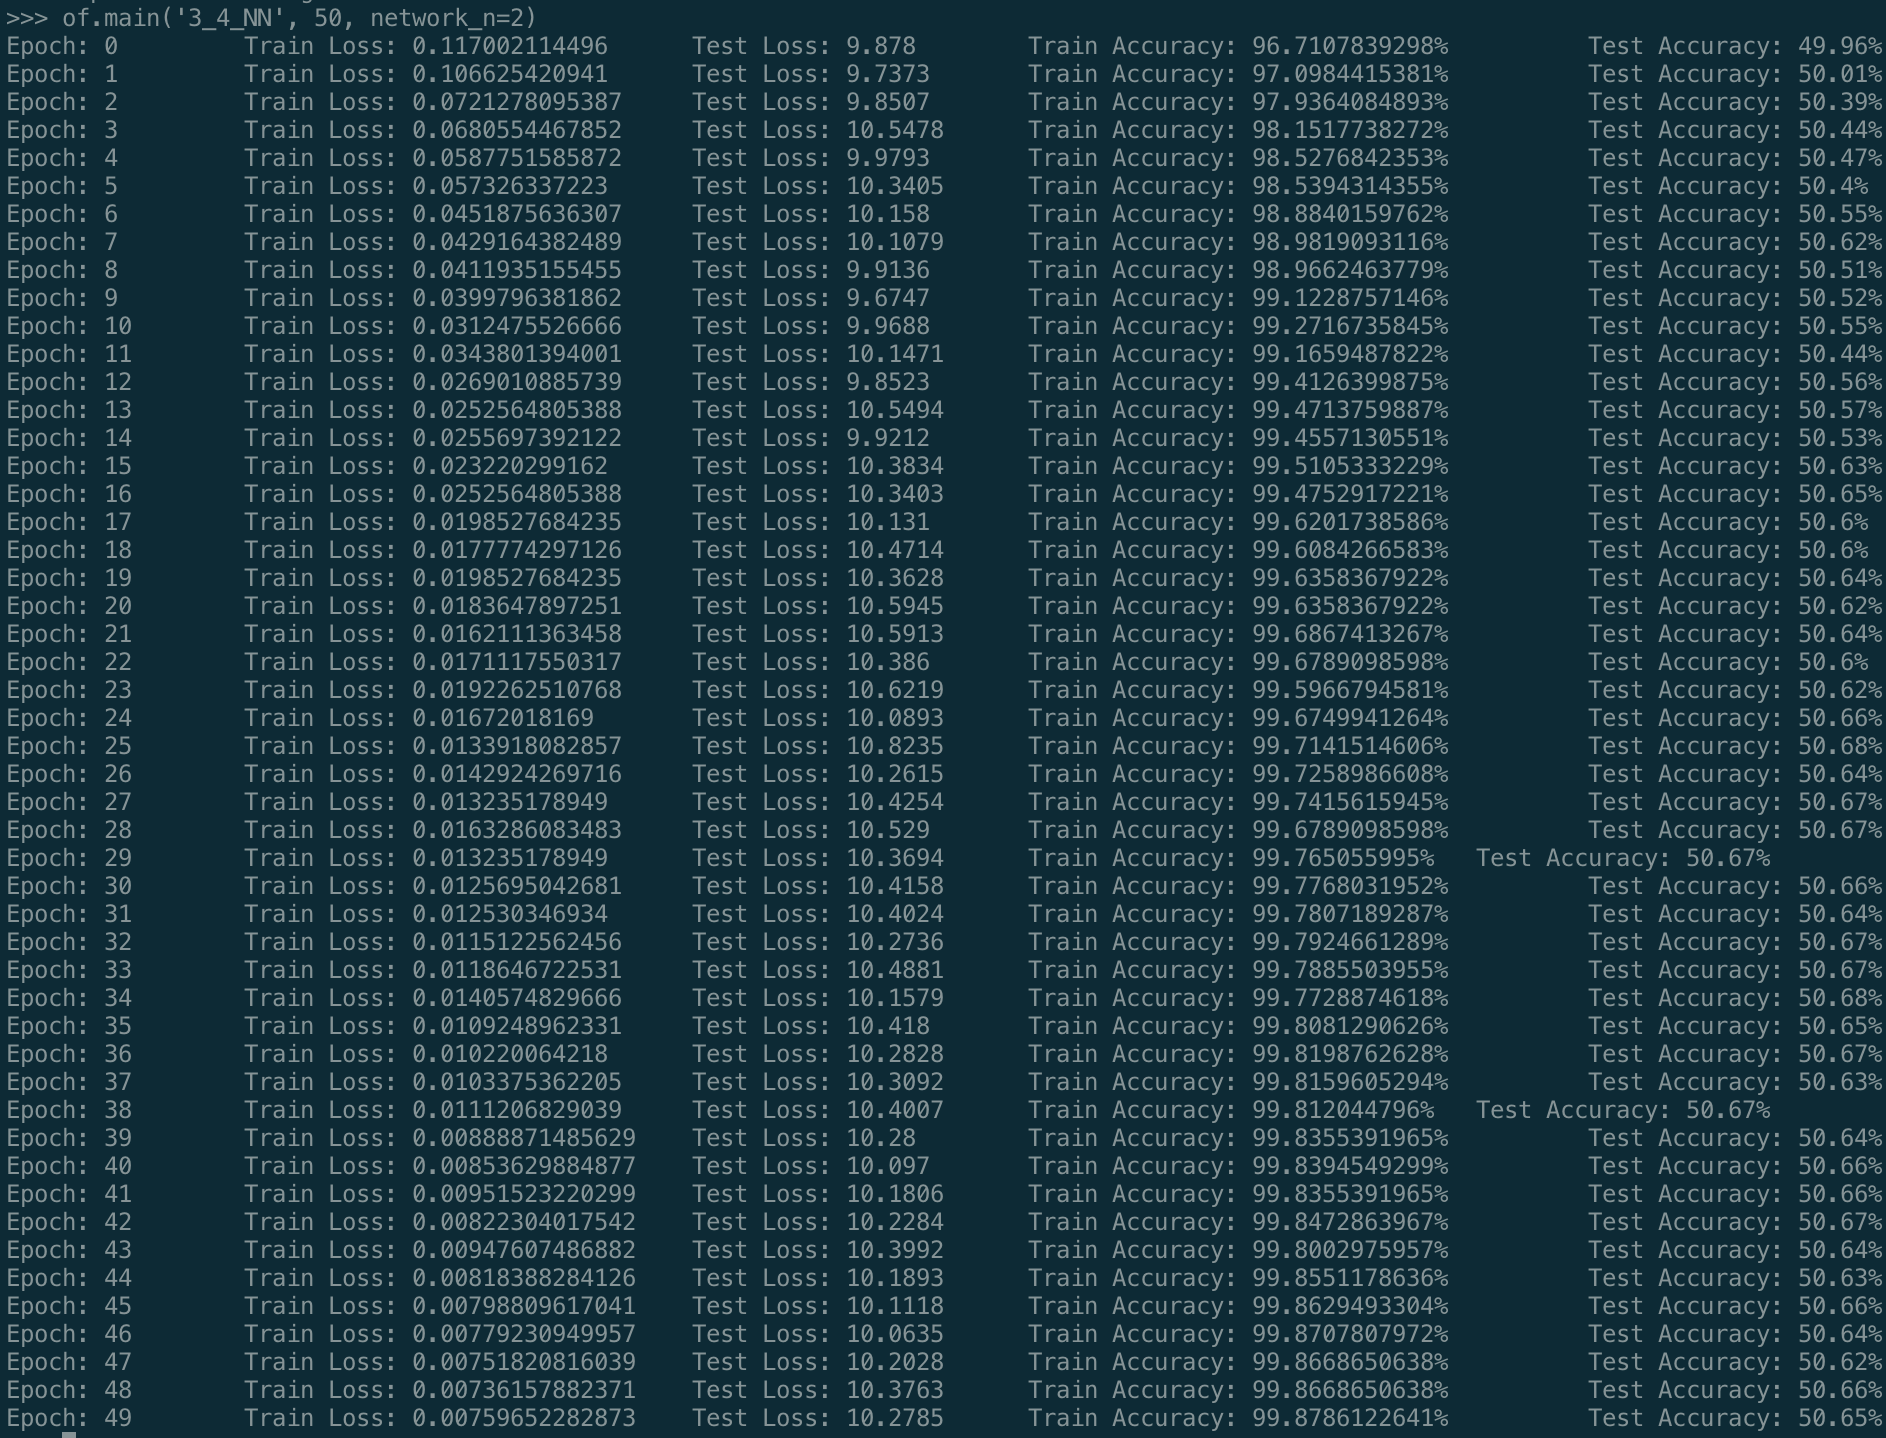 >>> of.main('3_4_NN', 50, network_n=2)
Epoch: 0 Train Loss: 0.117002114496 Test Loss: 9.878 Train Accuracy: 96.7107839298% Test Accuracy: 49.96%
Epoch: 1 Train Loss: 0.106625420941 Test Loss: 9.7373 Train Accuracy: 97.0984415381% Test Accuracy: 50.01%
Epoch: 2 Train Loss: 0.0721278095387 Test Loss: 9.8507 Train Accuracy: 97.9364084893% Test Accuracy: 50.39%
Epoch: 3 Train Loss: 0.0680554467852 Test Loss: 10.5478 Train Accuracy: 98.1517738272% Test Accuracy: 50.44%
Epoch: 4 Train Loss: 0.0587751585872 Test Loss: 9.9793 Train Accuracy: 98.5276842353% Test Accuracy: 50.47%
Epoch: 5 Train Loss: 0.057326337223 Test Loss: 10.3405 Train Accuracy: 98.5394314355% Test Accuracy: 50.4%
Epoch: 6 Train Loss: 0.0451875636307 Test Loss: 10.158 Train Accuracy: 98.8840159762% Test Accuracy: 50.55%
Epoch: 7 Train Loss: 0.0429164382489 Test Loss: 10.1079 Train Accuracy: 98.9819093116% Test Accuracy: 50.62%
Epoch: 8 Train Loss: 0.0411935155455 Test Loss: 9.9136 Train Accuracy: 98.9662463779% Test Accuracy: 50.51%
Epoch: 9 Train Loss: 0.0399796381862 Test Loss: 9.6747 Train Accuracy: 99.1228757146% Test Accuracy: 50.52%
Epoch: 10 Train Loss: 0.0312475526666 Test Loss: 9.9688 Train Accuracy: 99.2716735845% Test Accuracy: 50.55%
Epoch: 11 Train Loss: 0.0343801394001 Test Loss: 10.1471 Train Accuracy: 99.1659487822% Test Accuracy: 50.44%
Epoch: 12 Train Loss: 0.0269010885739 Test Loss: 9.8523 Train Accuracy: 99.4126399875% Test Accuracy: 50.56%
Epoch: 13 Train Loss: 0.0252564805388 Test Loss: 10.5494 Train Accuracy: 99.4713759887% Test Accuracy: 50.57%
Epoch: 14 Train Loss: 0.0255697392122 Test Loss: 9.9212 Train Accuracy: 99.4557130551% Test Accuracy: 50.53%
Epoch: 15 Train Loss: 0.023220299162 Test Loss: 10.3834 Train Accuracy: 99.5105333229% Test Accuracy: 50.63%
Epoch: 16 Train Loss: 0.0252564805388 Test Loss: 10.3403 Train Accuracy: 99.4752917221% Test Accuracy: 50.65%
Epoch: 17 Train Loss: 0.0198527684235 Test Loss: 10.131 Train Accuracy: 99.6201738586% Test Accuracy: 50.6%
Epoch: 18 Train Loss: 0.0177774297126 Test Loss: 10.4714 Train Accuracy: 99.6084266583% Test Accuracy: 50.6%
Epoch: 19 Train Loss: 0.0198527684235 Test Loss: 10.3628 Train Accuracy: 99.6358367922% Test Accuracy: 50.64%
Epoch: 20 Train Loss: 0.0183647897251 Test Loss: 10.5945 Train Accuracy: 99.6358367922% Test Accuracy: 50.62%
Epoch: 21 Train Loss: 0.0162111363458 Test Loss: 10.5913 Train Accuracy: 99.6867413267% Test Accuracy: 50.64%
Epoch: 22 Train Loss: 0.0171117550317 Test Loss: 10.386 Train Accuracy: 99.6789098598% Test Accuracy: 50.6%
Epoch: 23 Train Loss: 0.0192262510768 Test Loss: 10.6219 Train Accuracy: 99.5966794581% Test Accuracy: 50.62%
Epoch: 24 Train Loss: 0.01672018169 Test Loss: 10.0893 Train Accuracy: 99.6749941264% Test Accuracy: 50.66%
Epoch: 25 Train Loss: 0.0133918082857 Test Loss: 10.8235 Train Accuracy: 99.7141514606% Test Accuracy: 50.68%
Epoch: 26 Train Loss: 0.0142924269716 Test Loss: 10.2615 Train Accuracy: 99.7258986608% Test Accuracy: 50.64%
Epoch: 27 Train Loss: 0.013235178949 Test Loss: 10.4254 Train Accuracy: 99.7415615945% Test Accuracy: 50.67%
Epoch: 28 Train Loss: 0.0163286083483 Test Loss: 10.529 Train Accuracy: 99.6789098598% Test Accuracy: 50.67%
Epoch: 29 Train Loss: 0.013235178949 Test Loss: 10.3694 Train Accuracy: 99.765055995% Test Accuracy: 50.67%
Epoch: 30 Train Loss: 0.0125695042681 Test Loss: 10.4158 Train Accuracy: 99.7768031952% Test Accuracy: 50.66%
Epoch: 31 Train Loss: 0.012530346934 Test Loss: 10.4024 Train Accuracy: 99.7807189287% Test Accuracy: 50.64%
Epoch: 32 Train Loss: 0.0115122562456 Test Loss: 10.2736 Train Accuracy: 99.7924661289% Test Accuracy: 50.67%
Epoch: 33 Train Loss: 0.0118646722531 Test Loss: 10.4881 Train Accuracy: 99.7885503955% Test Accuracy: 50.67%
Epoch: 34 Train Loss: 0.0140574829666 Test Loss: 10.1579 Train Accuracy: 99.7728874618% Test Accuracy: 50.68%
Epoch: 35 Train Loss: 0.0109248962331 Test Loss: 10.418 Train Accuracy: 99.8081290626% Test Accuracy: 50.65%
Epoch: 36 Train Loss: 0.010220064218 Test Loss: 10.2828 Train Accuracy: 99.8198762628% Test Accuracy: 50.67%
Epoch: 37 Train Loss: 0.0103375362205 Test Loss: 10.3092 Train Accuracy: 99.8159605294% Test Accuracy: 50.63%
Epoch: 38 Train Loss: 0.0111206829039 Test Loss: 10.4007 Train Accuracy: 99.812044796% Test Accuracy: 50.67%
Epoch: 39 Train Loss: 0.00888871485629 Test Loss: 10.28 Train Accuracy: 99.8355391965% Test Accuracy: 50.64%
Epoch: 40 Train Loss: 0.00853629884877 Test Loss: 10.097 Train Accuracy: 99.8394549299% Test Accuracy: 50.66%
Epoch: 41 Train Loss: 0.00951523220299 Test Loss: 10.1806 Train Accuracy: 99.8355391965% Test Accuracy: 50.66%
Epoch: 42 Train Loss: 0.00822304017542 Test Loss: 10.2284 Train Accuracy: 99.8472863967% Test Accuracy: 50.67%
Epoch: 43 Train Loss: 0.00947607486882 Test Loss: 10.3992 Train Accuracy: 99.8002975957% Test Accuracy: 50.64%
Epoch: 44 Train Loss: 0.00818388284126 Test Loss: 10.1893 Train Accuracy: 99.8551178636% Test Accuracy: 50.63%
Epoch: 45 Train Loss: 0.00798809617041 Test Loss: 10.1118 Train Accuracy: 99.8629493304% Test Accuracy: 50.66%
Epoch: 46 Train Loss: 0.00779230949957 Test Loss: 10.0635 Train Accuracy: 99.8707807972% Test Accuracy: 50.64%
Epoch: 47 Train Loss: 0.00751820816039 Test Loss: 10.2028 Train Accuracy: 99.8668650638% Test Accuracy: 50.62%
Epoch: 48 Train Loss: 0.00736157882371 Test Loss: 10.3763 Train Accuracy: 99.8668650638% Test Accuracy: 50.66%
Epoch: 49 Train Loss: 0.00759652282873 Test Loss: 10.2785 Train Accuracy: 99.8786122641% Test Accuracy: 50.65%